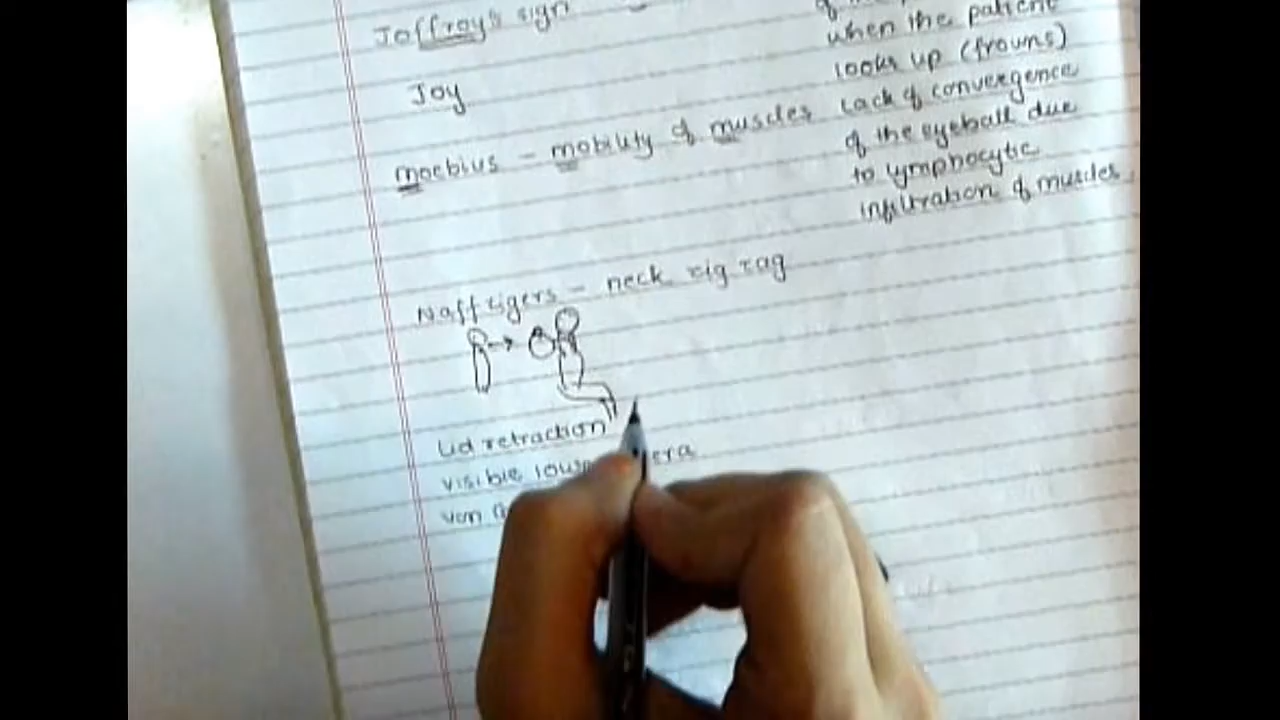 Joffroy's sign
when the patient
looks up (frowns)
Joy
moebius - mobility of muscles Lack of convergence
of the eyeball due
to lymphocytic
infiltration of muscles
Naffzigers - neck zig zag
Lid retraction
visible
von